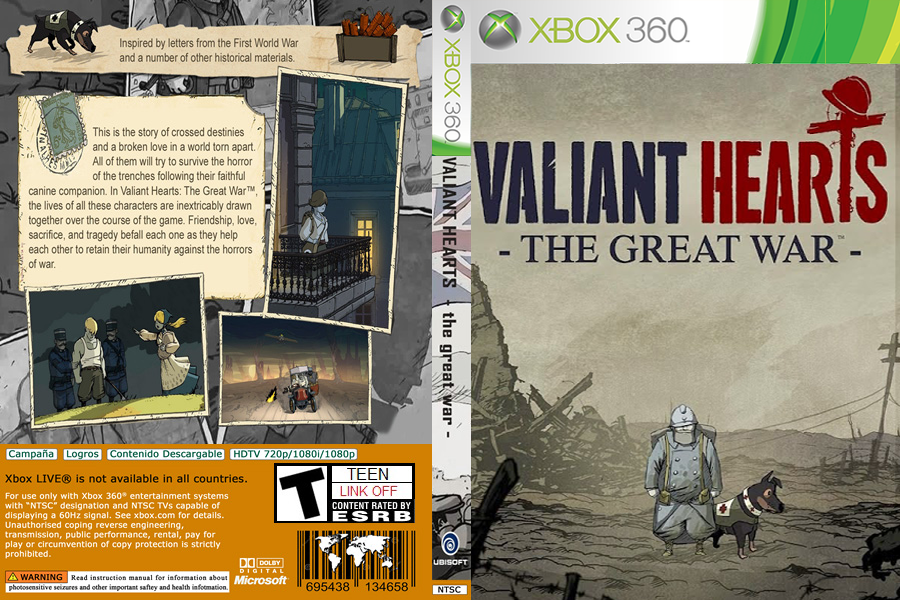 Inspired by letters from the First World War
and a number of other historical materials.
This is the story of crossed destinies
and a broken love in a world torn apart.
All of them will try to survive the horror
of the trenches following their faithful
canine companion. In Valiant Hearts: The Great War™,
the lives of all these characters are inextricably drawn
together over the course of the game. Friendship, love,
sacrifice, and tragedy befall each one as they help
each other to retain their humanity against the horrors
of war.
Campaña
Logros
Contenido Descargable
HDTV 720p/1080i/1080p
Xbox LIVE® is not available in all countries.
For use only with Xbox 360® entertainment systems
with "NTSC" designation and NTSC TVs capable of
displaying a 60Hz signal. See xbox.com for details.
Unauthorised coping reverse engineering,
transmission, public performance, rental, pay for
play or circumvention of copy protection is strictly
prohibited.
WARNING Read instruction manual for information about
photosensitive seizures and other important saftey and health infotmation.
T
TEEN
LINK OFF
CONTENT RATED BY
ESRB
DOLBY
DIGITAL
Microsoft
695438 134658
XBOX 360
VALIANT HEARTS - the great war -
UBISOFT
NTSC
XBOX 360™
VALIANT HEARTS
- THE GREAT WAR™ -